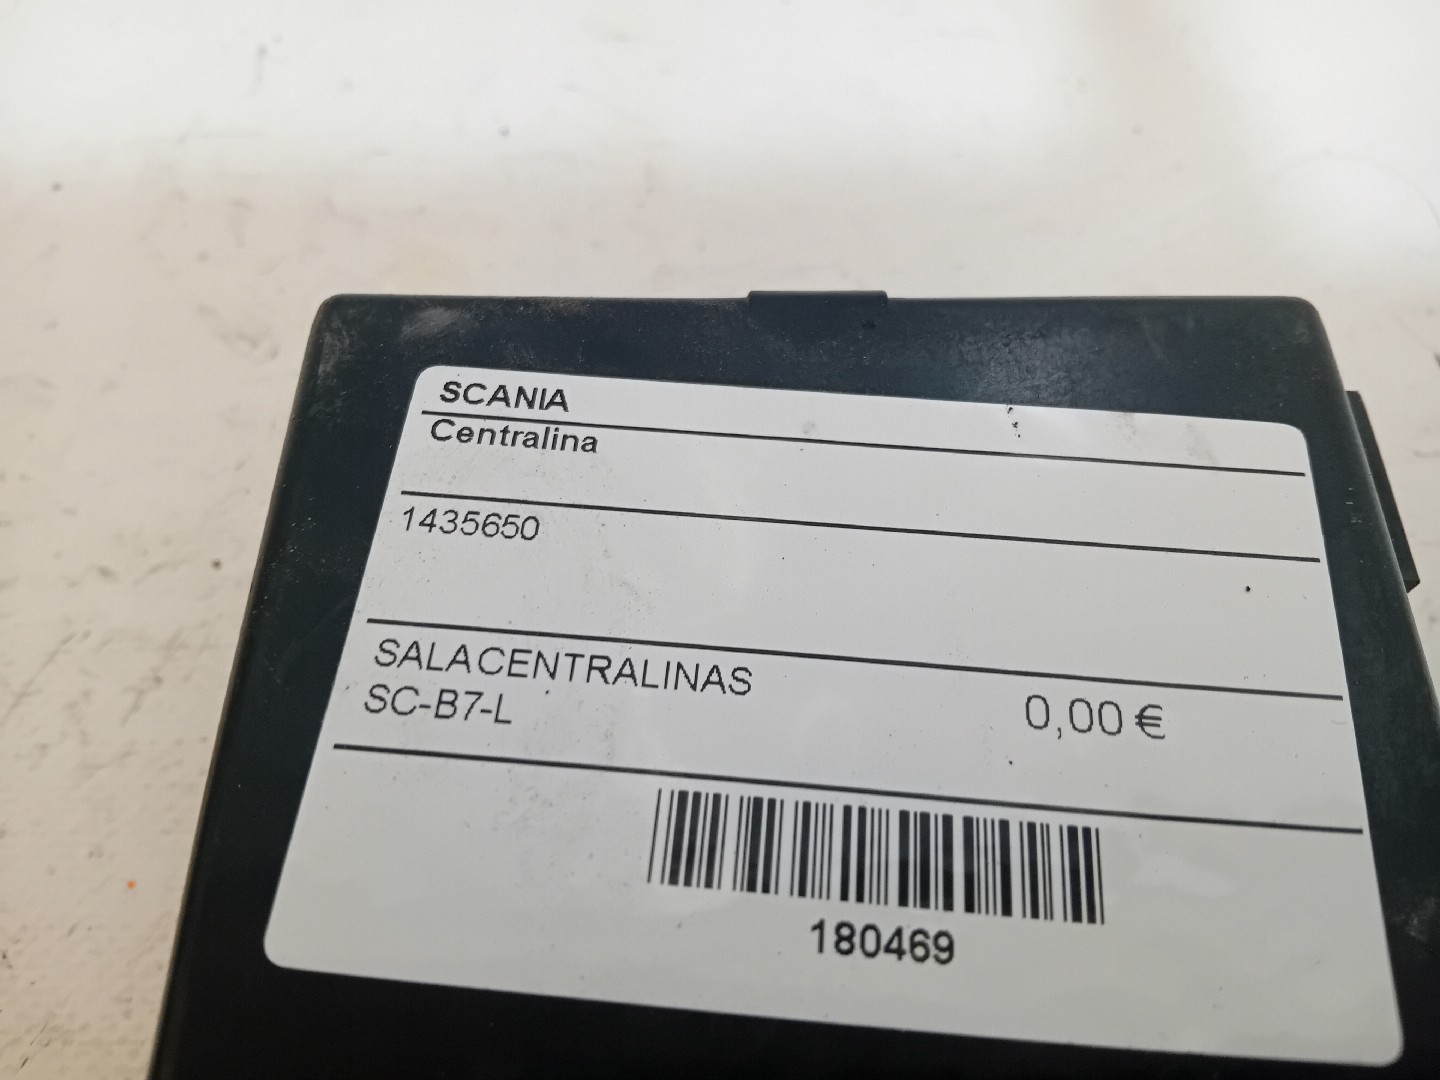 SCANIA
Centralina
1435650
SALACENTRALINAS
SC-B7-L
0,00 €
180469